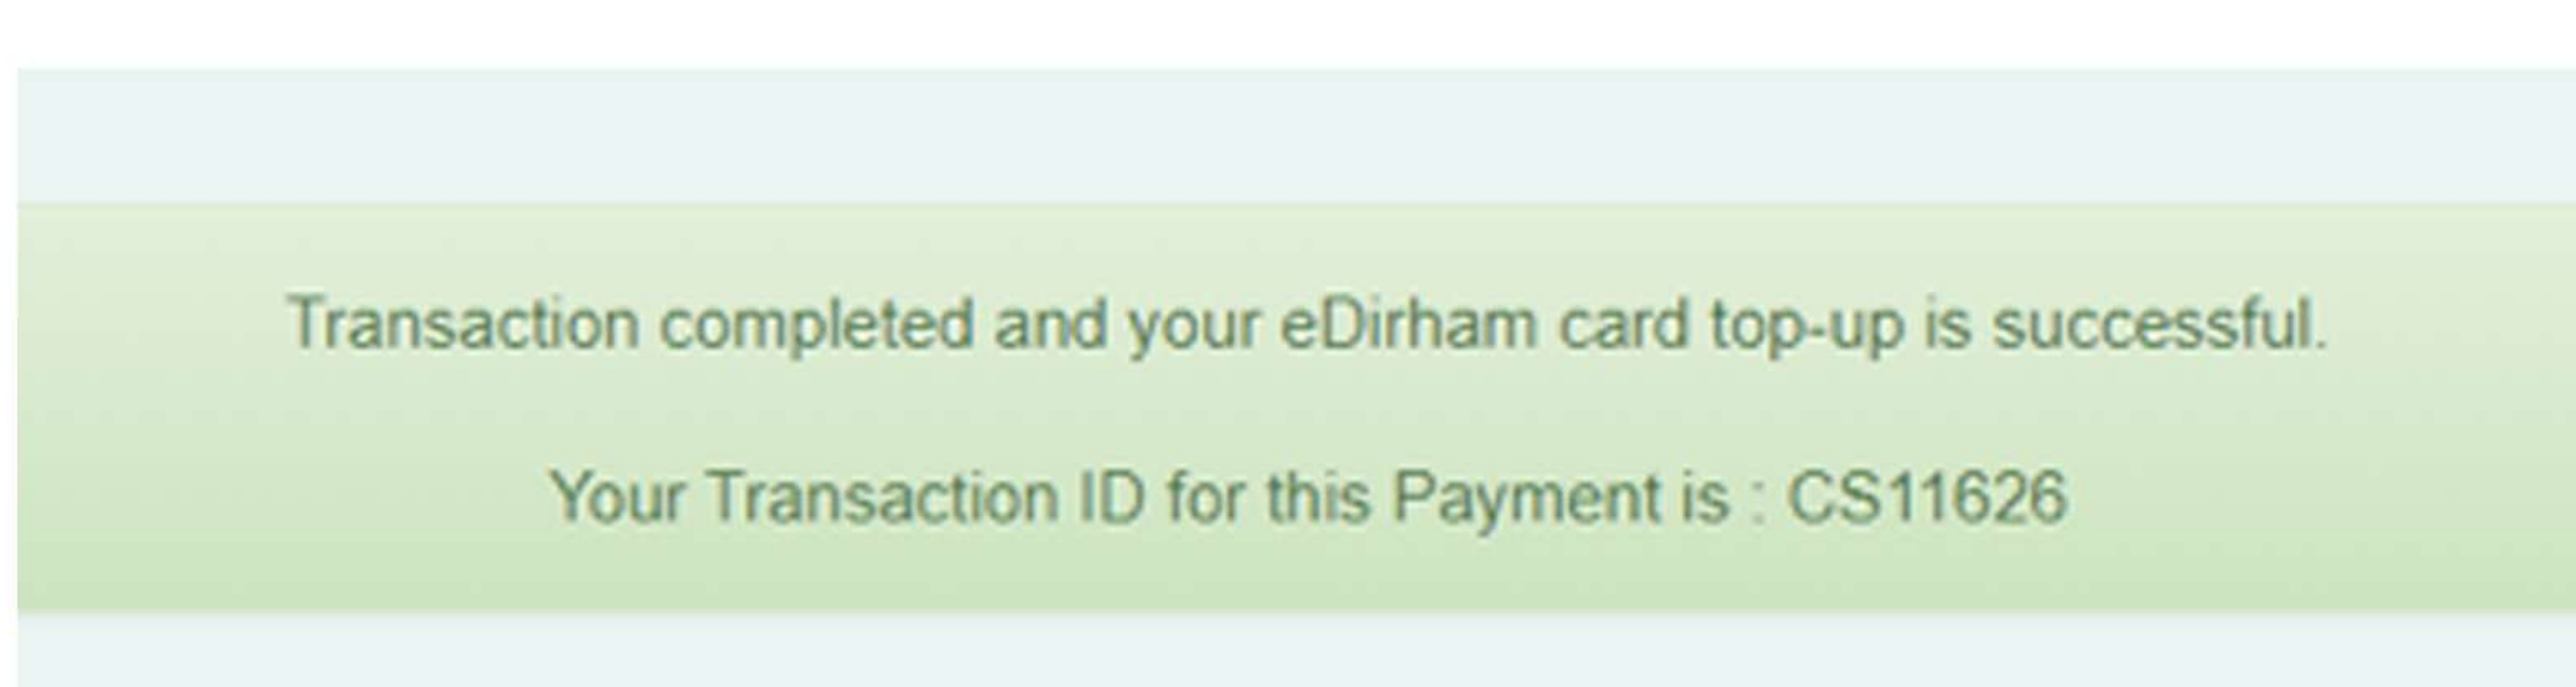 Transaction completed and your eDirham card top-up is successful.
Your Transaction ID for this Payment is : CS11626